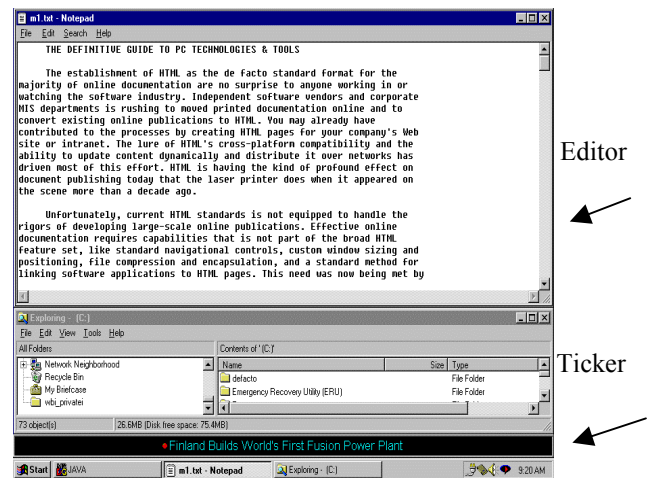 m1.txt - Notepad
File Edit Search Help
THE DEFINITIVE GUIDE TO PC TECHNOLOGIES & TOOLS
The establishment of HTML as the de facto standard format for the
majority of online documentation are no surprise to anyone working in or
watching the software industry. Independent software vendors and corporate
MIS departments is rushing to moved printed documentation online and to
convert existing online publications to HTML. You may already have
contributed to the processes by creating HTML pages for your company's Web
site or intranet. The lure of HTML's cross-platform compatibility and the
ability to update content dynamically and distribute it over networks has
driven most of this effort. HTML is having the kind of profound effect on
document publishing today that the laser printer does when it appeared on
the scene more than a decade ago.
Unfortunately, current HTML standards is not equipped to handle the
rigors of developing large-scale online publications. Effective online
documentation requires capabilities that is not part of the broad HTML
feature set, like standard navigational controls, custom window sizing and
positioning, file compression and encapsulation, and a standard method for
linking software applications to HTML pages. This need was now being met by
Editor
Exploring - (C:)
File Edit View Tools Help
All Folders Contents of '(C:)'
Network Neighborhood
Recycle Bin
My Briefcase
wbi_privatei
Name Size Type
defacto File Folder
Emergency Recovery Utility (ERU) File Folder
73 object(s) 26.6MB (Disk free space: 75.4MB)
Ticker
Finland Builds World's First Fusion Power Plant
Start JAVA m1.txt - Notepad Exploring - (C:) 9:20 AM